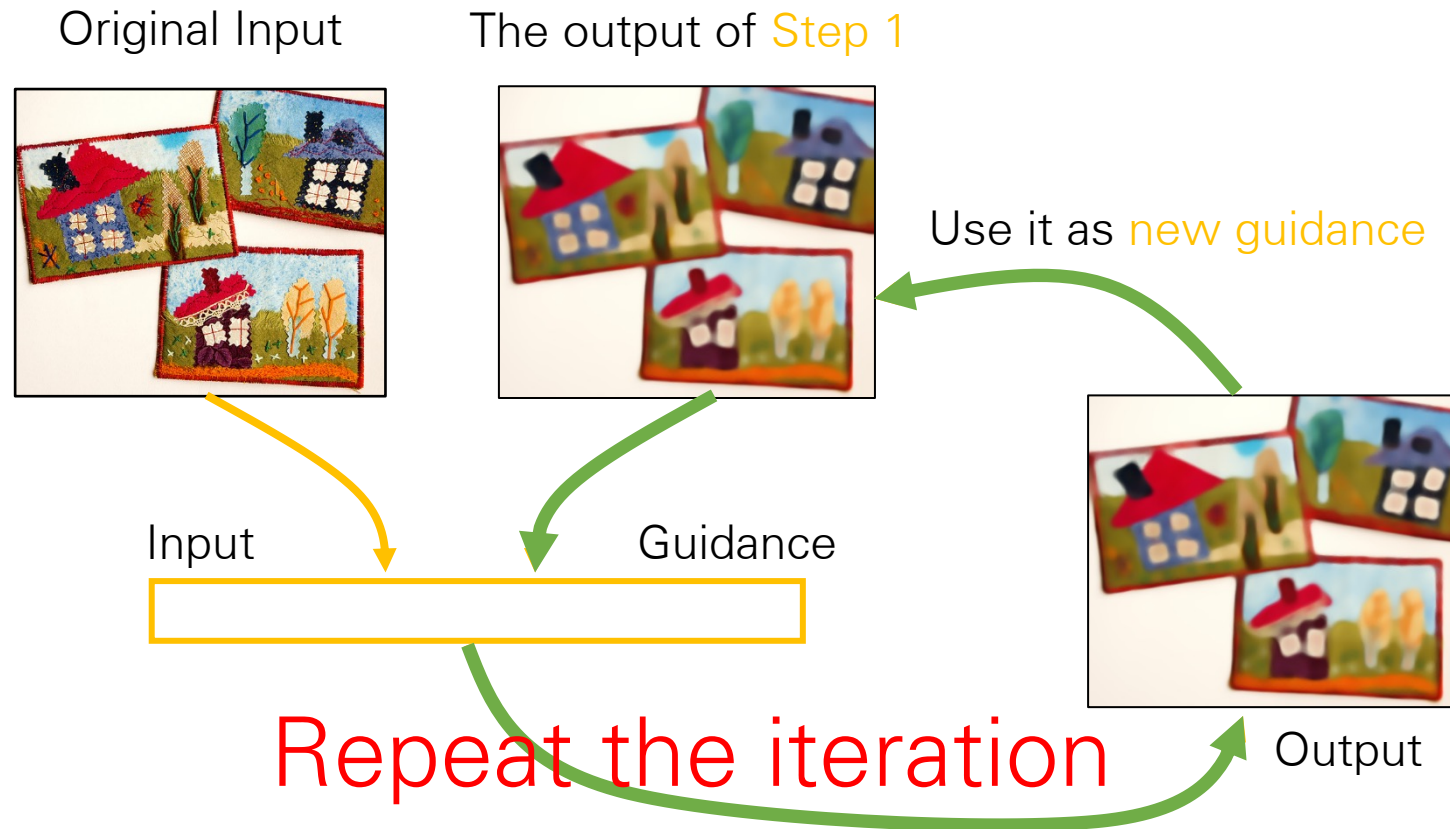 Original Input
The output of Step 1
Use it as new guidance
Input
Guidance
Repeat the iteration
Output